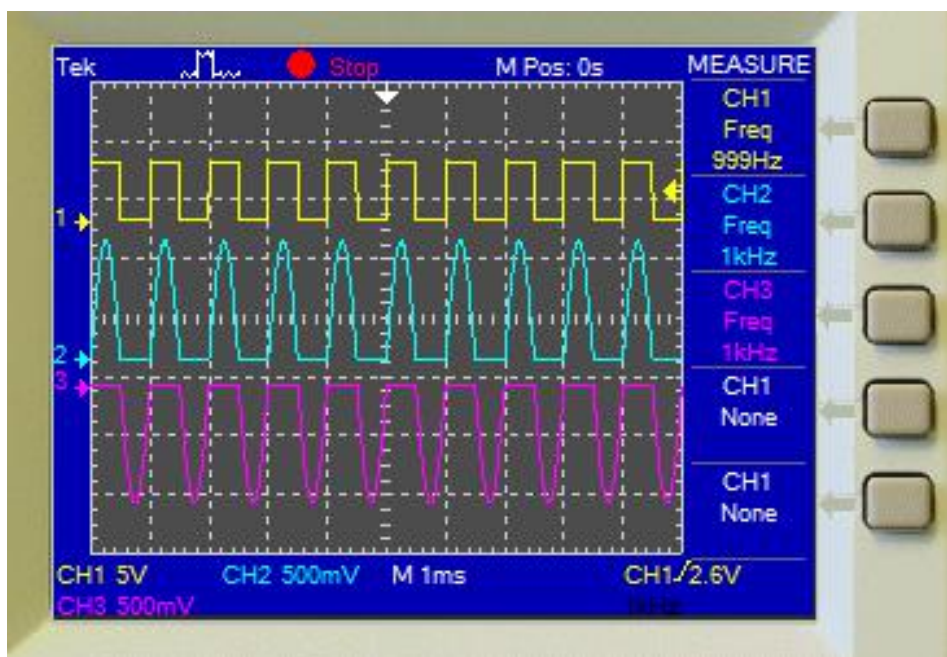 Tek Stop M Pos: 0s MEASURE
CH1
Freq
999Hz
CH2
Freq
1kHz
CH3
Freq
1kHz
CH1
None
CH1
None
1
2
3
CH1 5V CH2 500mV M 1ms CH1 2.6V
CH3 500mV 1kHz